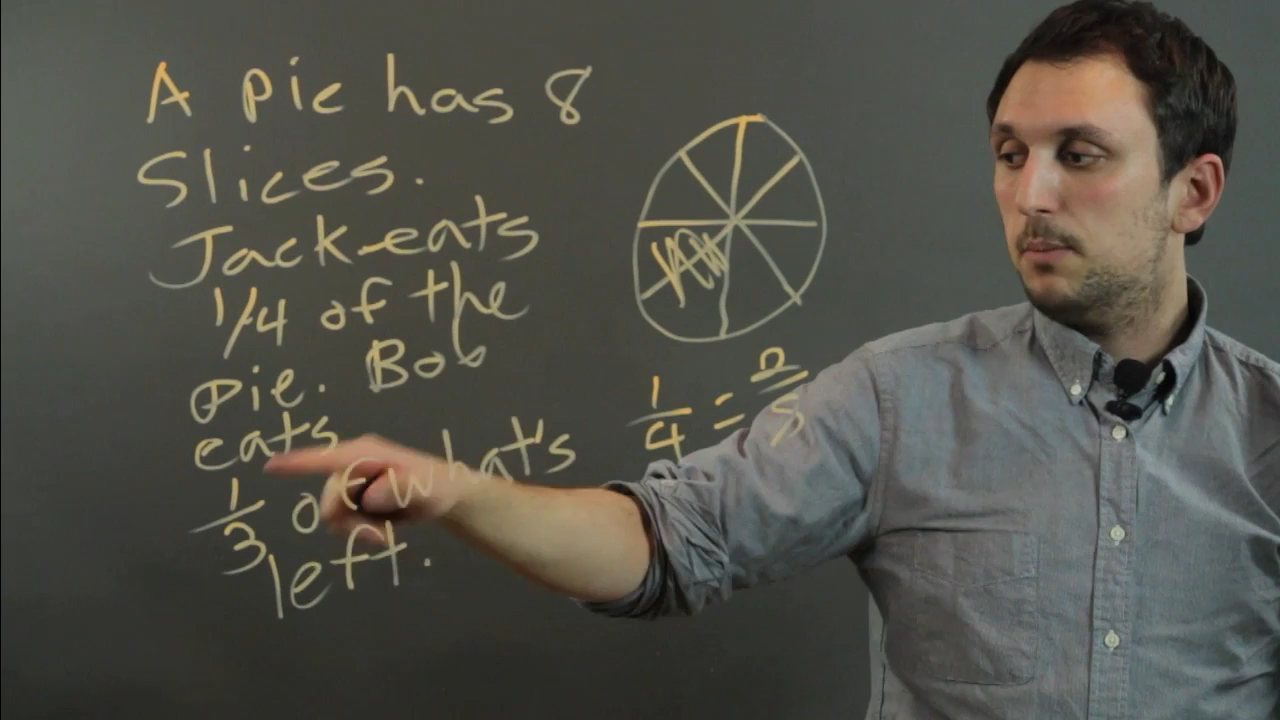 A pie has 8
Slices.
Jack eats
1/4 of the
pie. Bob
eats
1/3 of what's
left.
1/4 = 2/8